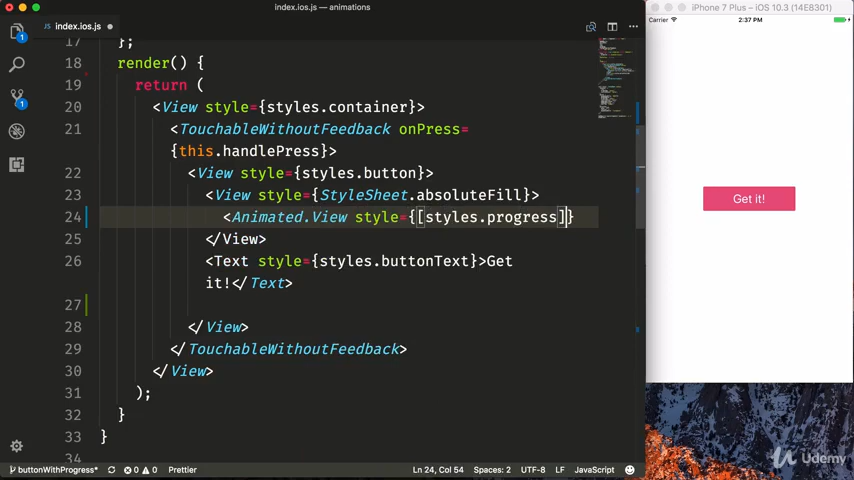 index.ios.js — animations
iPhone 7 Plus – iOS 10.3 (14E8301)
index.ios.js
Carrier
2:37 PM
17 };
18 render() {
19 return (
20 <View style={styles.container}>
21 <TouchableWithoutFeedback onPress=
{this.handlePress}>
22 <View style={styles.button}>
23 <View style={StyleSheet.absoluteFill}>
24 <Animated.View style={[styles.progress]}
25 </View>
26 <Text style={styles.buttonText}>Get
it!</Text>
27
28 </View>
29 </TouchableWithoutFeedback>
30 </View>
31 );
32 }
33 }
34
Get it!
1
1
buttonWithProgress* 0 0 Prettier Ln 24, Col 54 Spaces: 2 UTF-8 LF JavaScript
Udemy